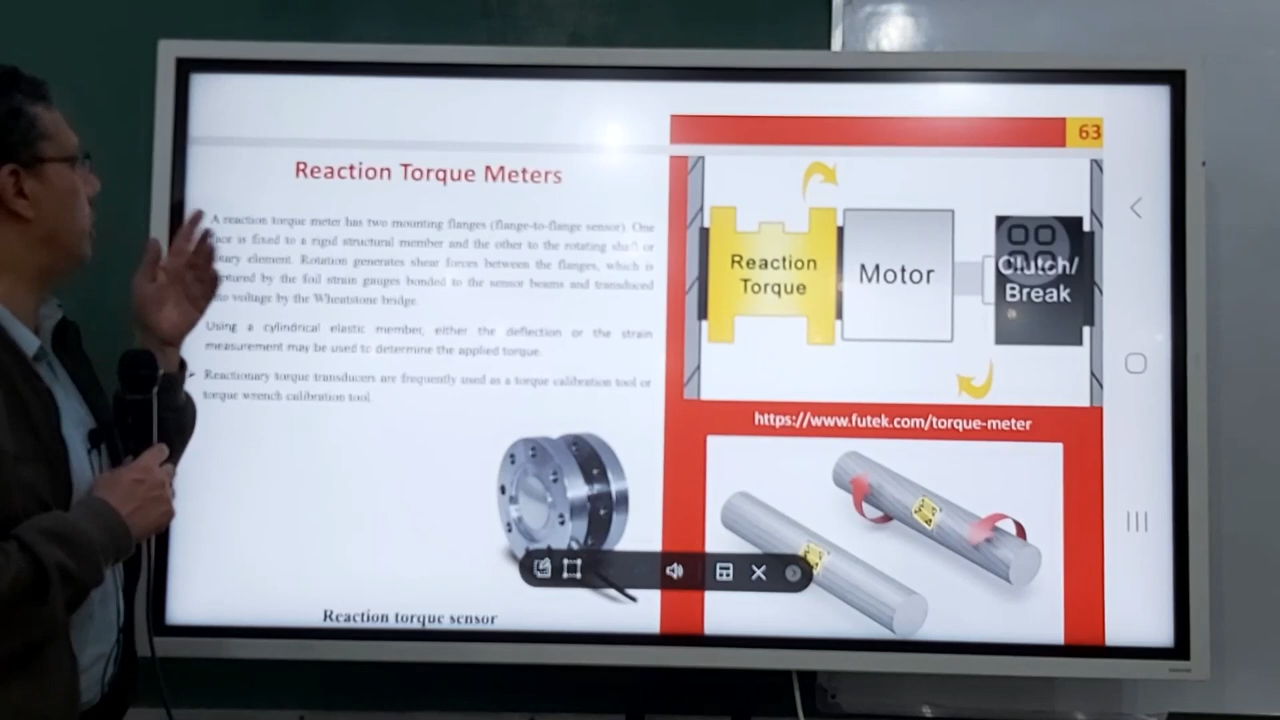 63
Reaction Torque Meters
A reaction torque meter has two mounting flanges (flange-to-flange sensor). One
is fixed to a rigid structural member and the other to the rotating shaft or
element. Rotation generates shear forces between the flanges, which is
by the foil strain gauges bonded to the sensor beams and transduced
voltage by the Wheatstone bridge.
Using a cylindrical elastic member, either the deflection or the strain
measurement may be used to determine the applied torque.
Reactionary torque transducers are frequently used as a torque calibration tool or
torque wrench calibration tool.
Reaction torque sensor
Reaction
Torque
Motor
Clutch/
Break
https://www.futek.com/torque-meter